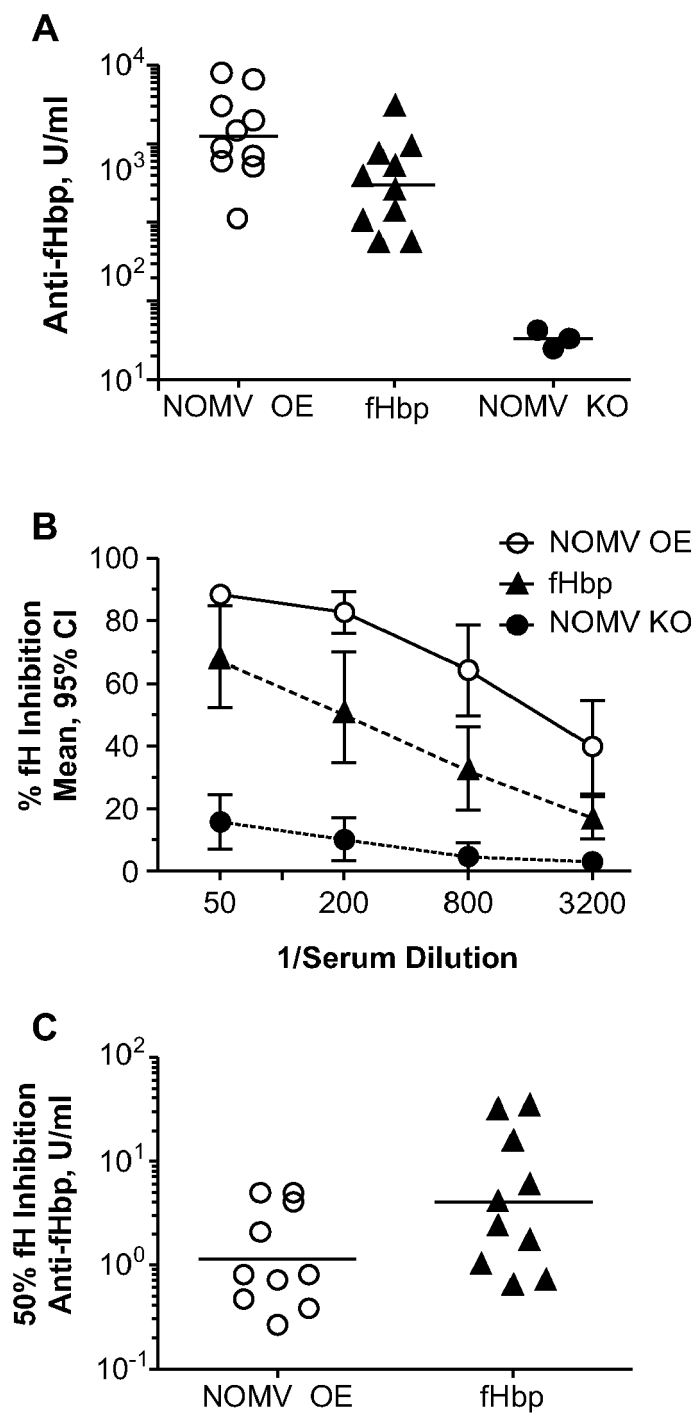 A
Anti-fHbp, U/ml
10⁴
10³
10²
10¹
NOMV OE
fHbp
NOMV KO
B
% fH Inhibition
Mean, 95% CI
100
80
60
40
20
0
50
200
800
3200
1/Serum Dilution
NOMV OE
fHbp
NOMV KO
C
50% fH Inhibition
Anti-fHbp, U/ml
10²
10¹
10⁰
10⁻¹
NOMV OE
fHbp